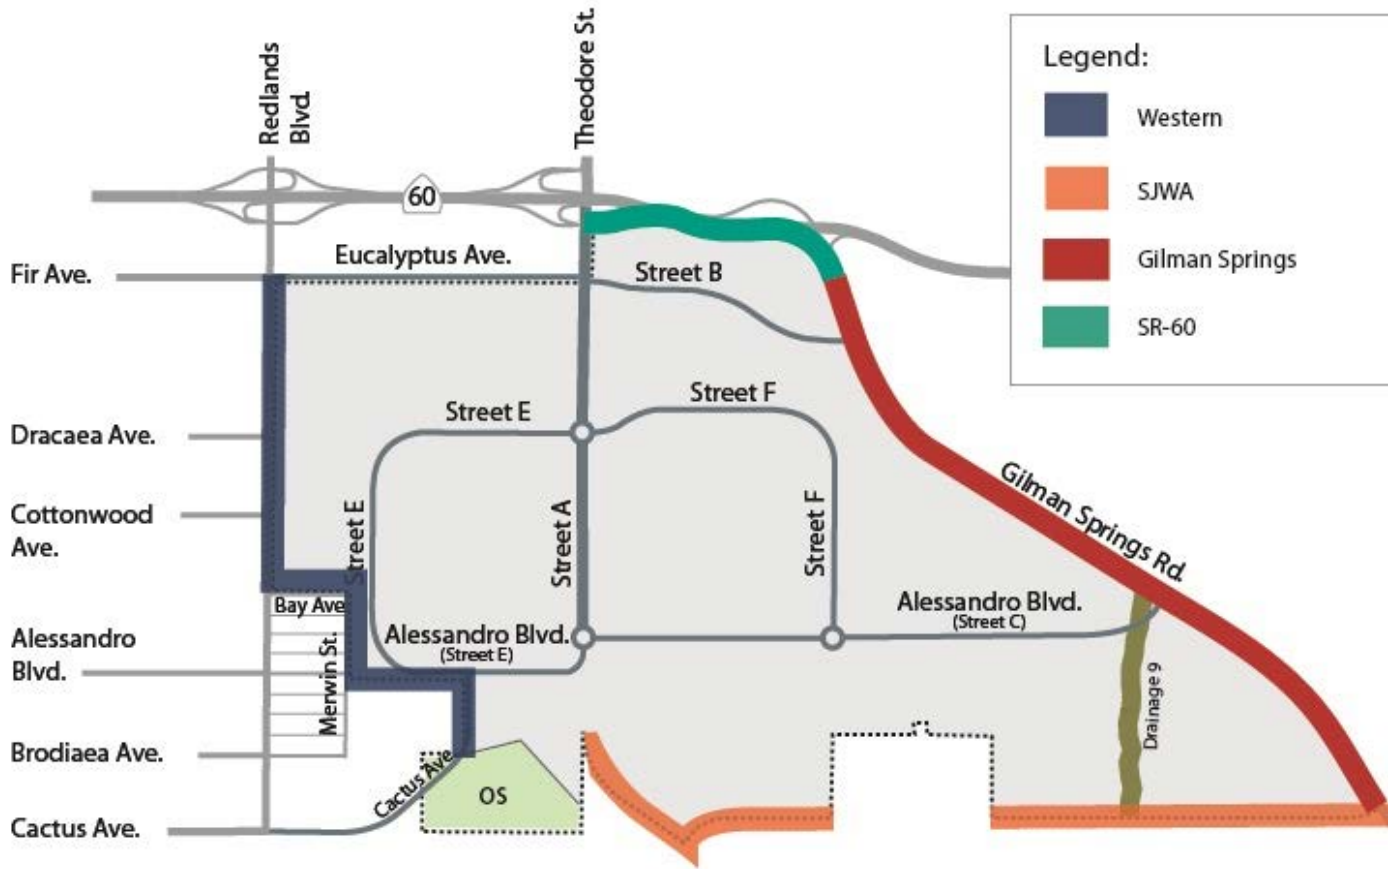 Redlands
Blvd.
Theodore St.
Legend:
Western
SJWA
Gilman Springs
SR-60
60
Eucalyptus Ave.
Fir Ave.
Street B
Street F
Street E
Dracaea Ave.
Gilman Springs Rd.
Cottonwood
Ave.
Street E
Street A
Street F
Bay Ave
Alessandro Blvd.
(Street C)
Alessandro Blvd.
(Street E)
Alessandro
Blvd.
Merwin St.
Drainage 9
Brodiaea Ave.
Cactus Ave
OS
Cactus Ave.